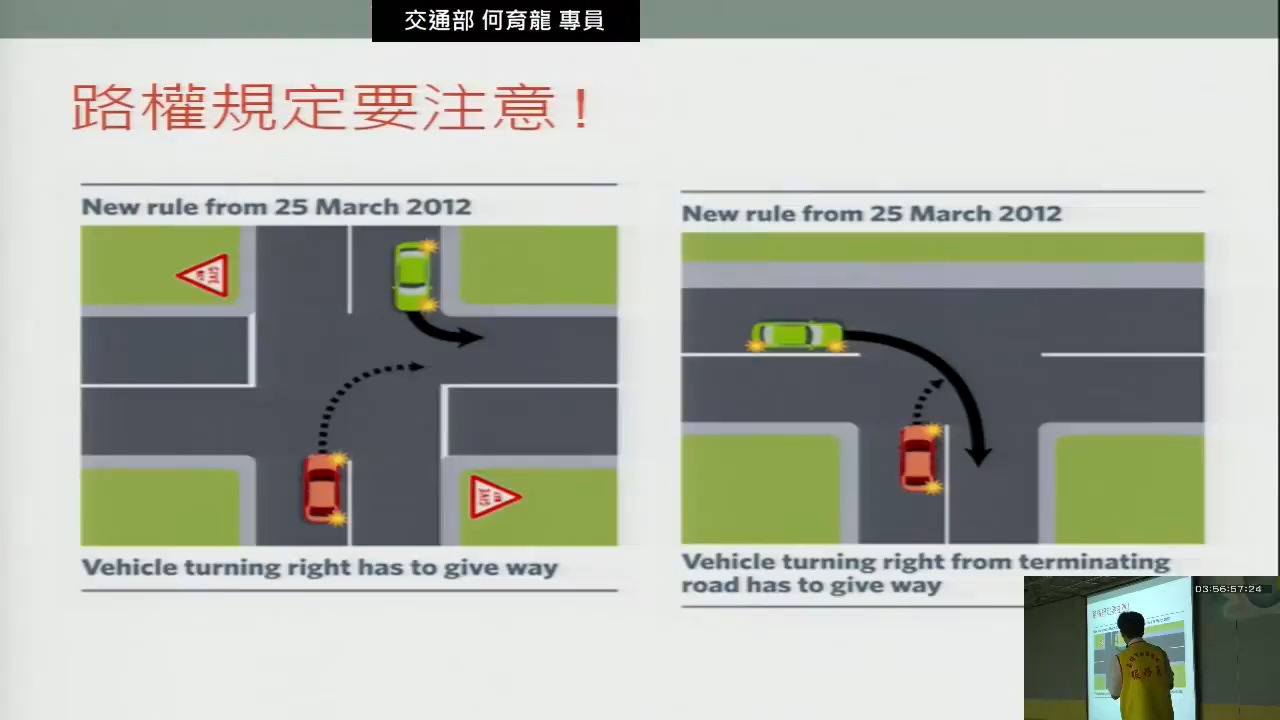 交通部 何育龍 專員
路權規定要注意！
New rule from 25 March 2012
GIVE
Vehicle turning right has to give way
New rule from 25 March 2012
Vehicle turning right from terminating
road has to give way
03:56:57:24